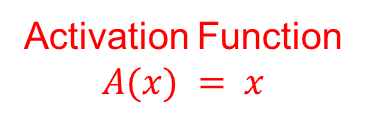 Activation Function
A(x) = x